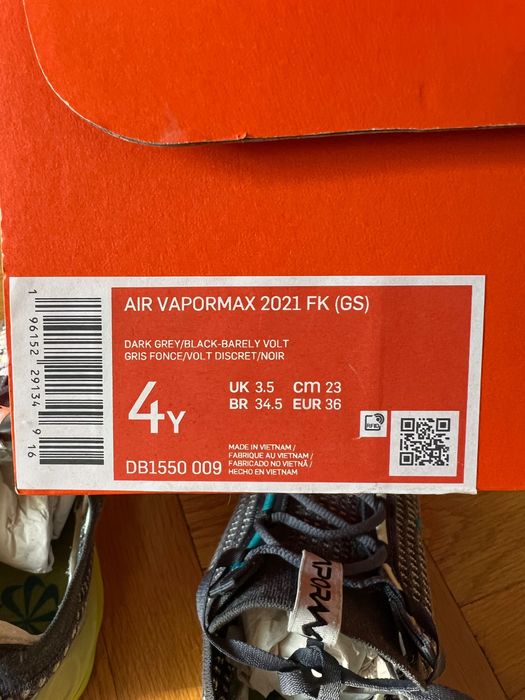 AIR VAPORMAX 2021 FK (GS)
DARK GREY/BLACK-BARELY VOLT
GRIS FONCE/VOLT DISCRET/NOIR
4Y
UK 3.5 cm 23
BR 34.5 EUR 36
RFID
DB1550 009
MADE IN VIETNAM /
FABRIQUE AU VIETNAM /
FABRICADO NO VIETNÃ /
HECHO EN VIETNAM
1 96152 29134 9 16